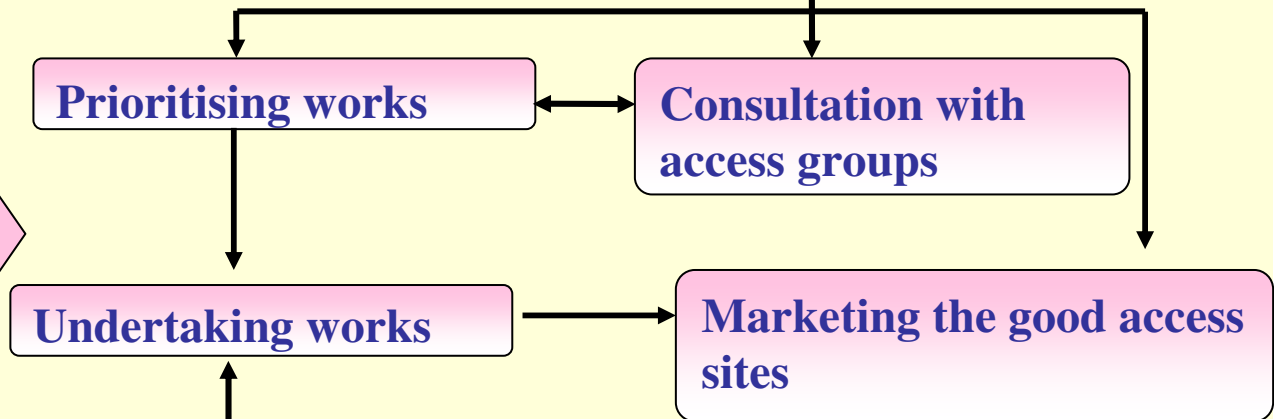 Prioritising works
Consultation with
access groups
Undertaking works
Marketing the good access
sites